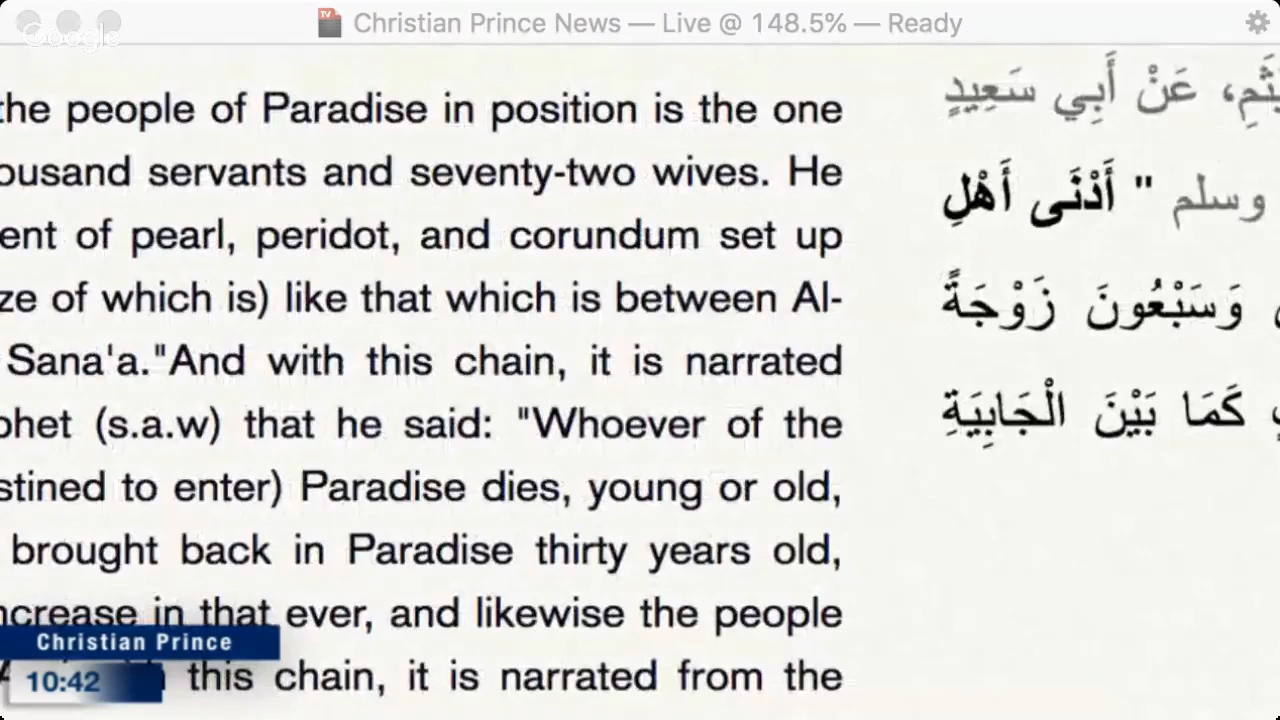 Christian Prince News — Live @ 148.5% — Ready
Google
the people of Paradise in position is the one
ousand servants and seventy-two wives. He
ent of pearl, peridot, and corundum set up
ze of which is) like that which is between Al-
Sana'a."And with this chain, it is narrated
phet (s.a.w) that he said: "Whoever of the
stined to enter) Paradise dies, young or old,
brought back in Paradise thirty years old,
ncrease in that ever, and likewise the people
this chain, it is narrated from the
عَنْ أَبِي سَعِيدٍ
وسلم " أَدْنَى أَهْلِ
وَسَبْعُونَ زَوْجَةً
كَمَا بَيْنَ الْجَابِيَةِ
Christian Prince
10:42